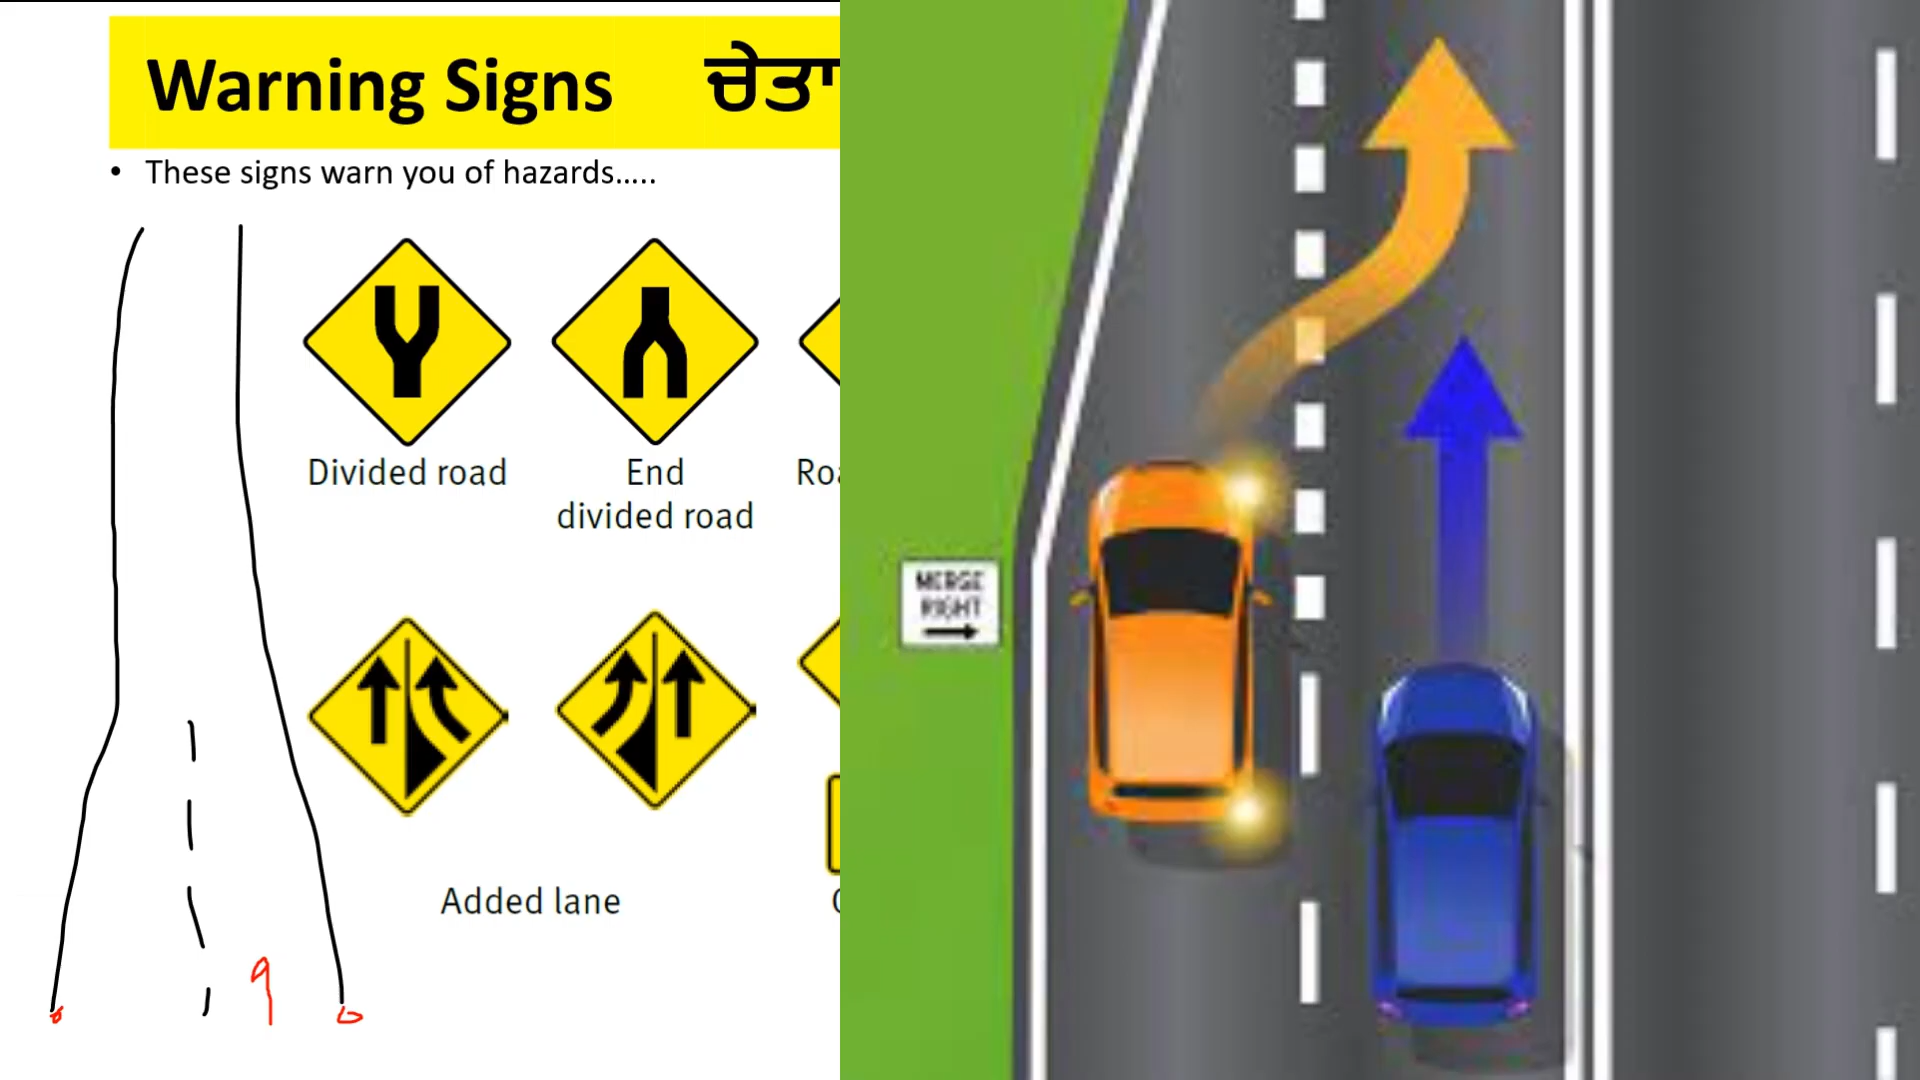 Warning Signs ਚੇਤਾ
• These signs warn you of hazards.....
Divided road
End
divided road
Added lane
MERGE
RIGHT